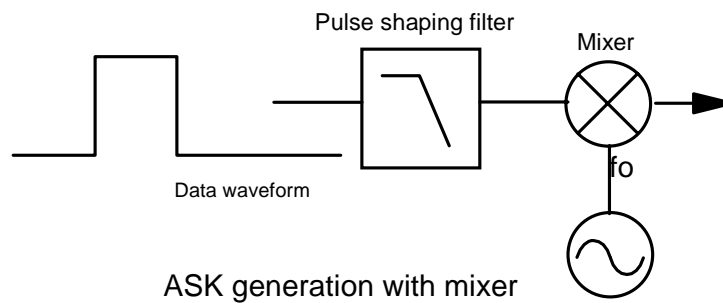 Pulse shaping filter
Mixer
fo
Data waveform
ASK generation with mixer